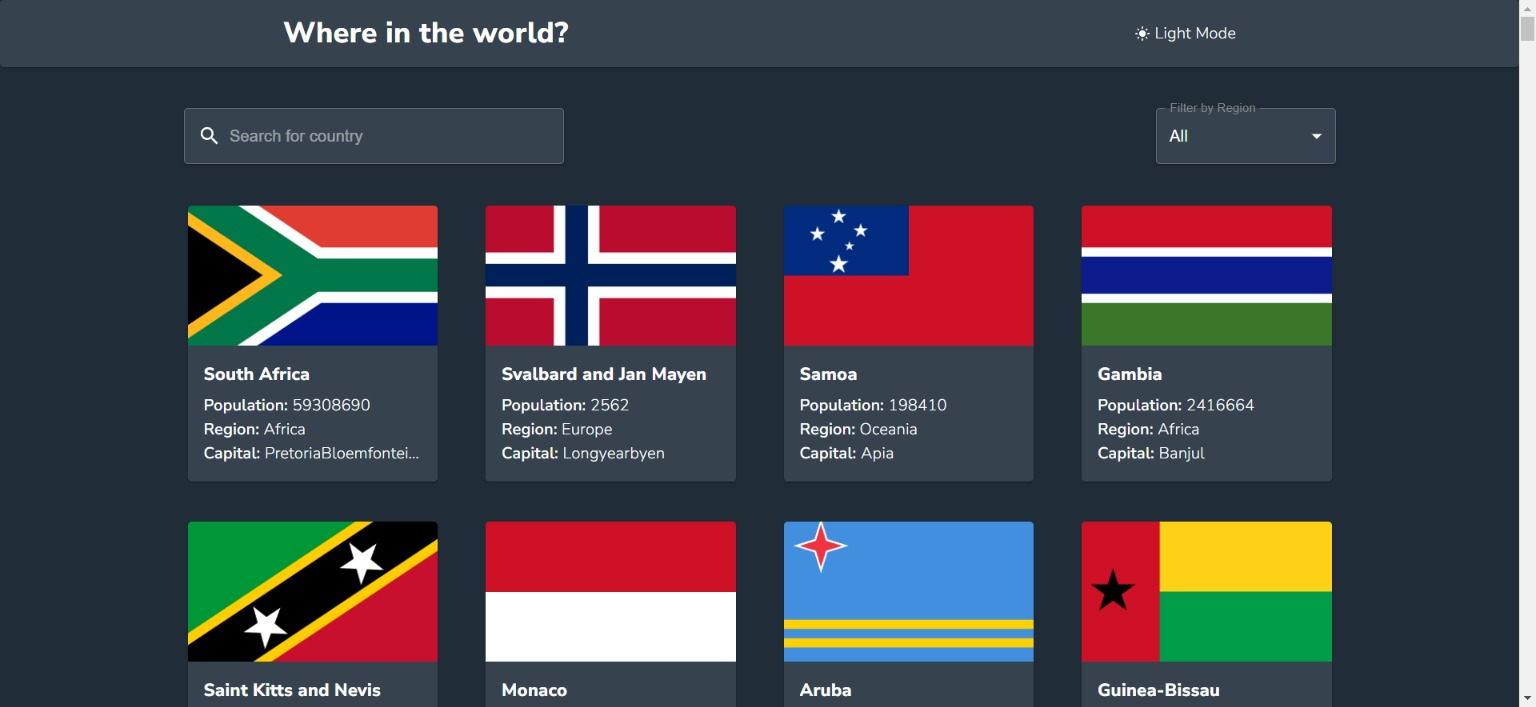 Where in the world?
Light Mode
Search for country
Filter by Region
All
South Africa
Population: 59308690
Region: Africa
Capital: PretoriaBloemfontei...
Svalbard and Jan Mayen
Population: 2562
Region: Europe
Capital: Longyearbyen
Samoa
Population: 198410
Region: Oceania
Capital: Apia
Gambia
Population: 2416664
Region: Africa
Capital: Banjul
Saint Kitts and Nevis
Monaco
Aruba
Guinea-Bissau